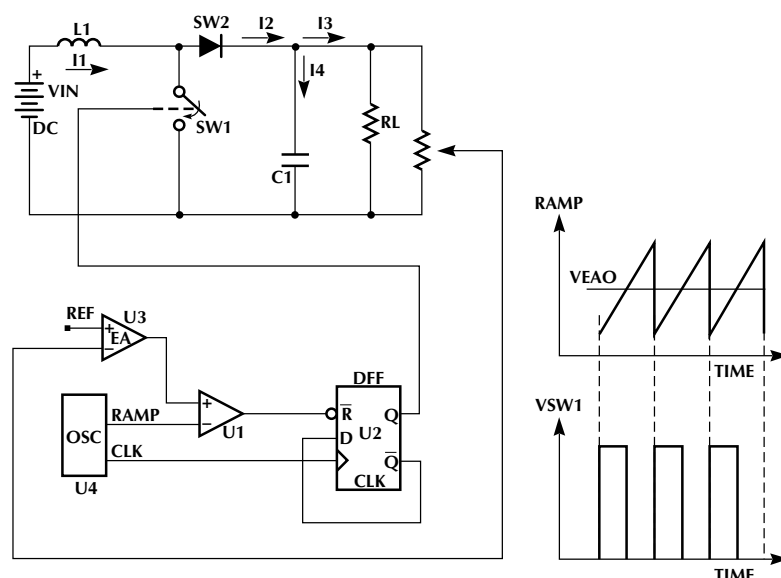 SW2
L1
I1
I2
I3
I4
+
VIN
DC
SW1
C1
RL
REF
U3
+
EA
−
OSC
U4
RAMP
CLK
+
−
U1
DFF
R̅
Q
D
U2
Q̅
CLK
RAMP
VEAO
TIME
VSW1
TIME